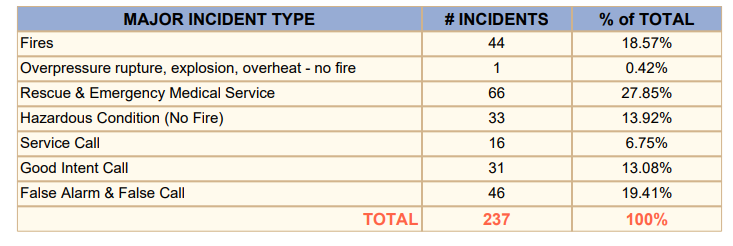 MAJOR INCIDENT TYPE # INCIDENTS % of TOTAL
Fires 44 18.57%
Overpressure rupture, explosion, overheat - no fire 1 0.42%
Rescue & Emergency Medical Service 66 27.85%
Hazardous Condition (No Fire) 33 13.92%
Service Call 16 6.75%
Good Intent Call 31 13.08%
False Alarm & False Call 46 19.41%
TOTAL 237 100%